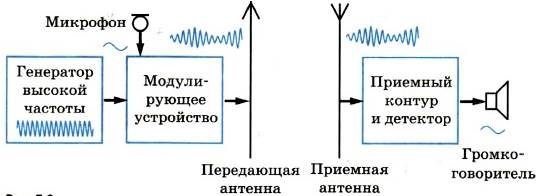 Микрофон
Генератор
высокой
частоты
Модули-
рующее
устройство
Передающая
антенна
Приемная
антенна
Приемный
контур
и детектор
Громко-
говоритель